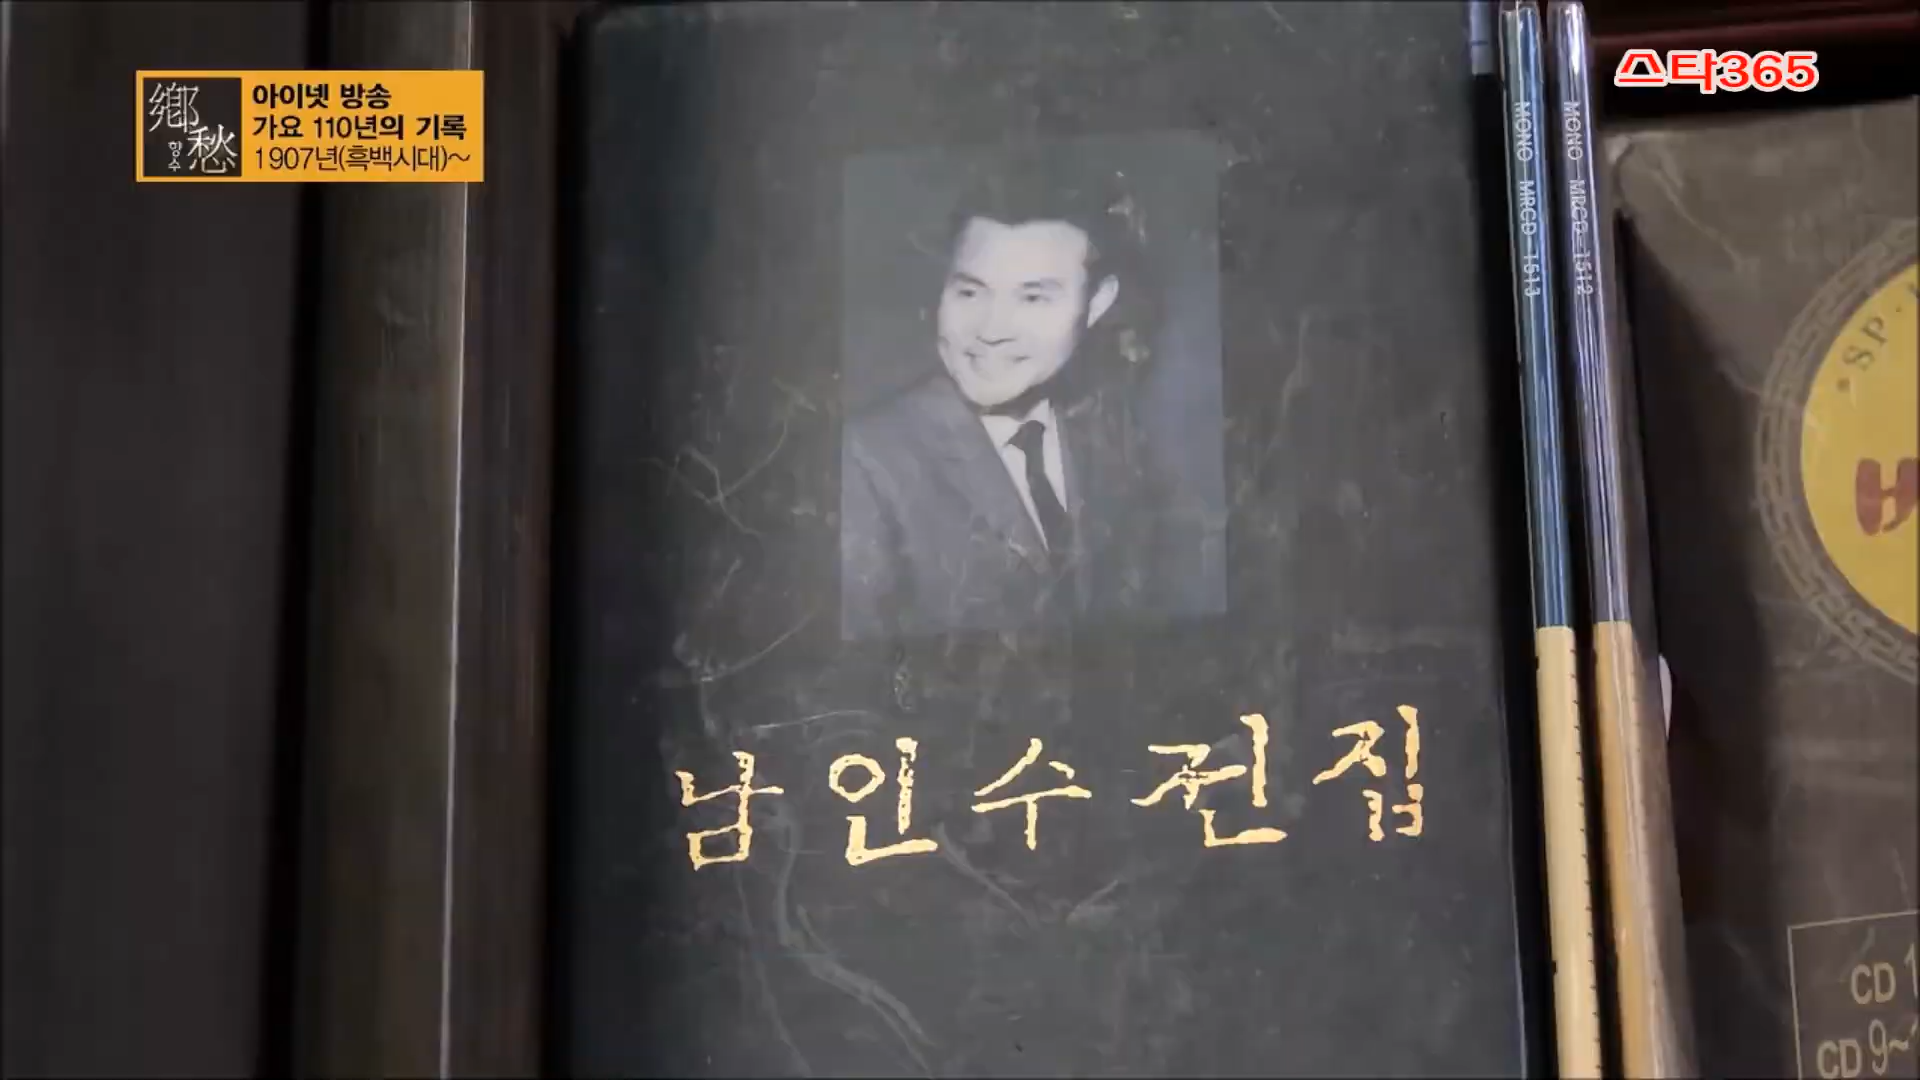 鄕愁
향수
아이넷 방송
가요 110년의 기록
1907년(흑백시대)~
스타365
남인수전집
MONO MRCD-1513
MONO MRCD-1512
SP
CD 1
CD 9~